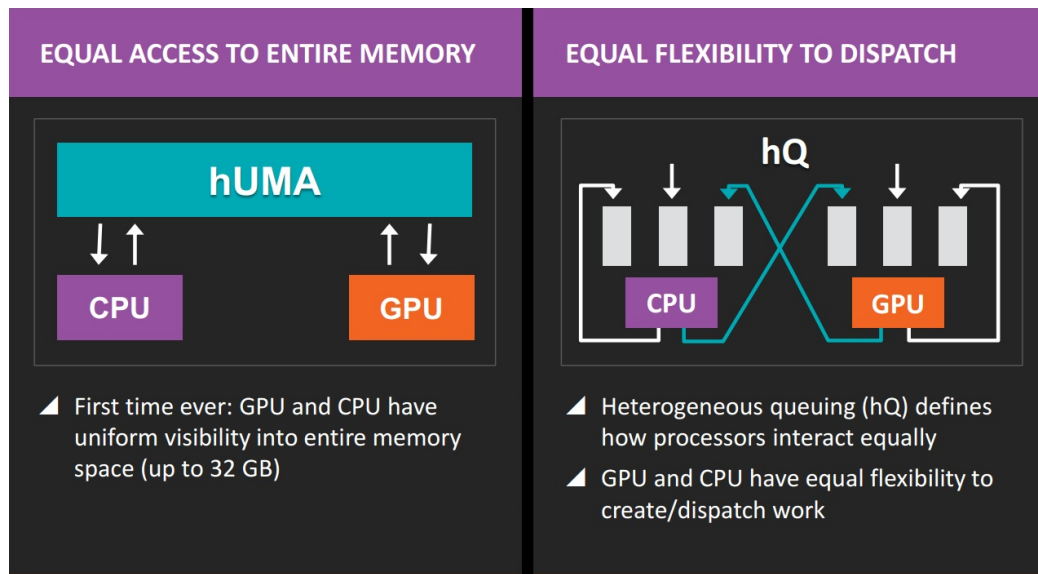 EQUAL ACCESS TO ENTIRE MEMORY
hUMA
CPU
GPU
First time ever: GPU and CPU have
uniform visibility into entire memory
space (up to 32 GB)
EQUAL FLEXIBILITY TO DISPATCH
hQ
CPU
GPU
Heterogeneous queuing (hQ) defines
how processors interact equally
GPU and CPU have equal flexibility to
create/dispatch work